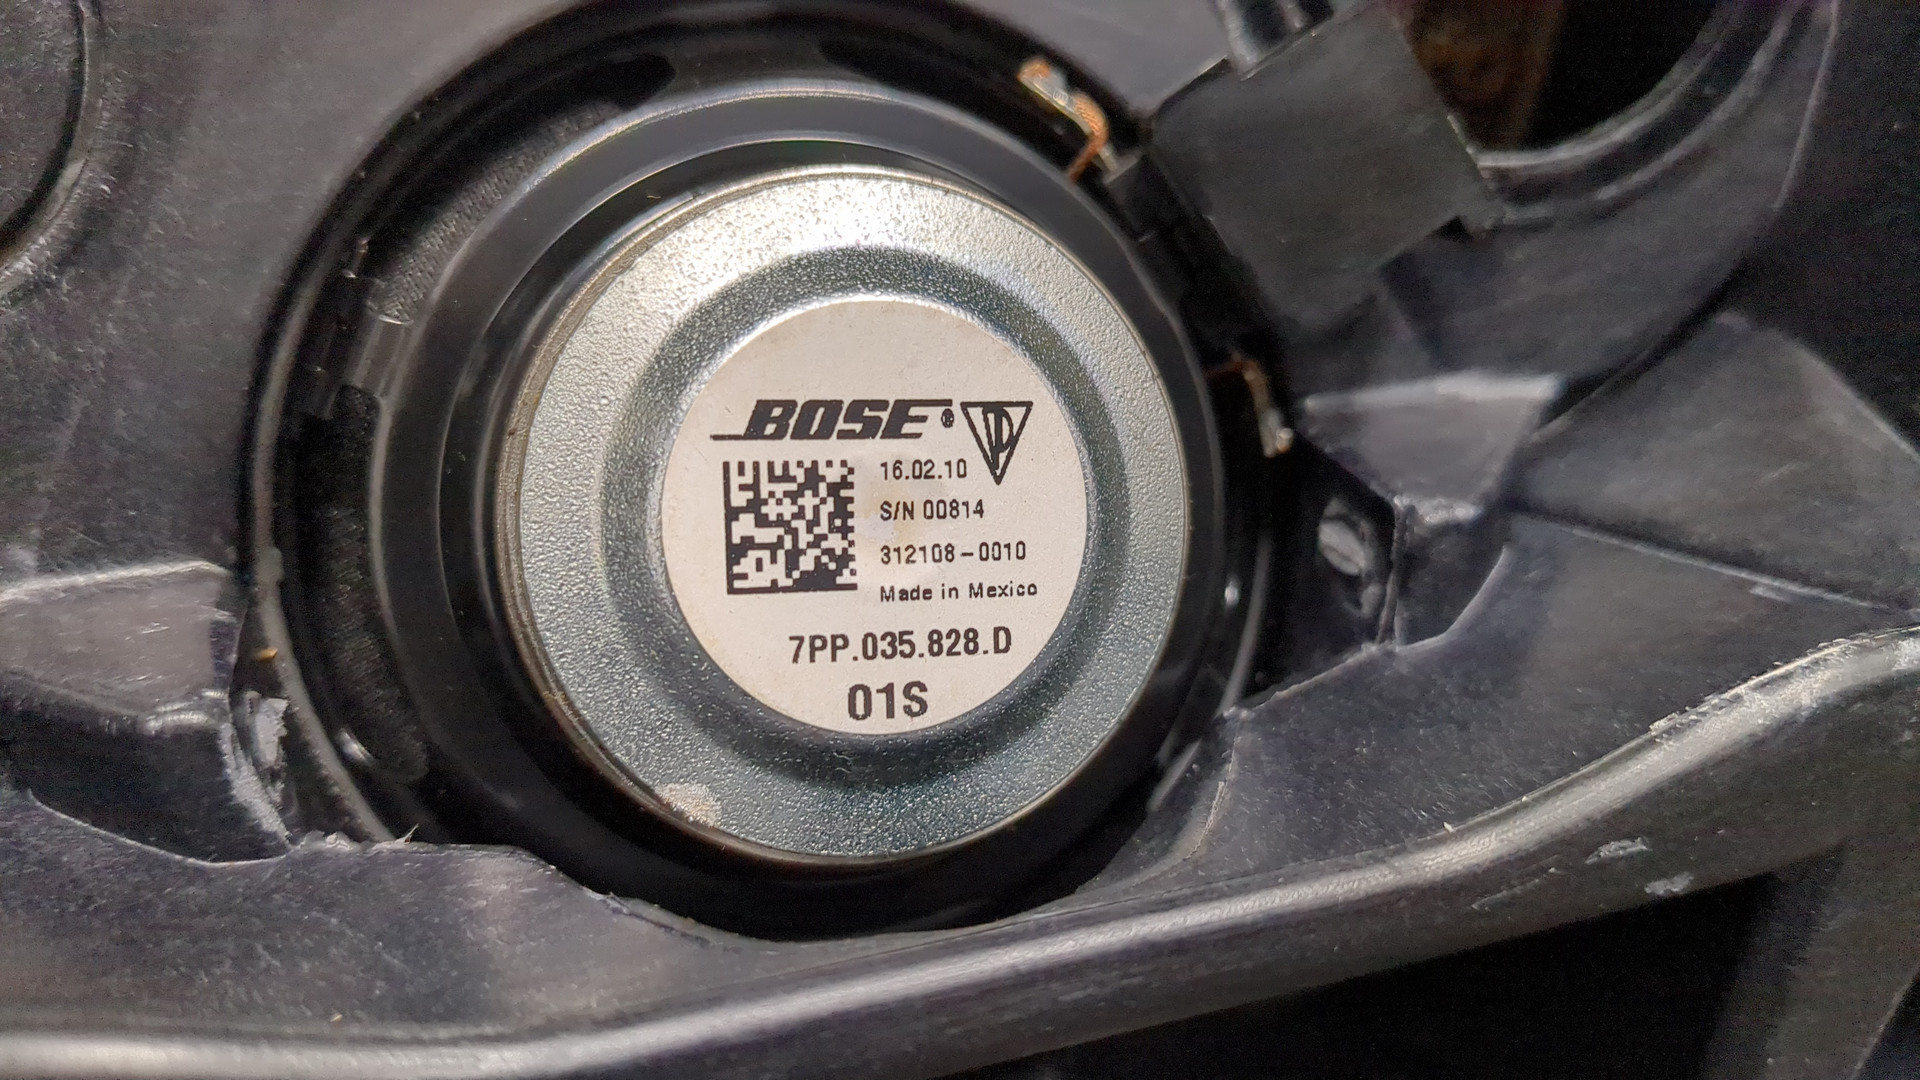 BOSE®
16.02.10
S/N 00814
312108-0010
Made in Mexico
7PP.035.828.D
01S